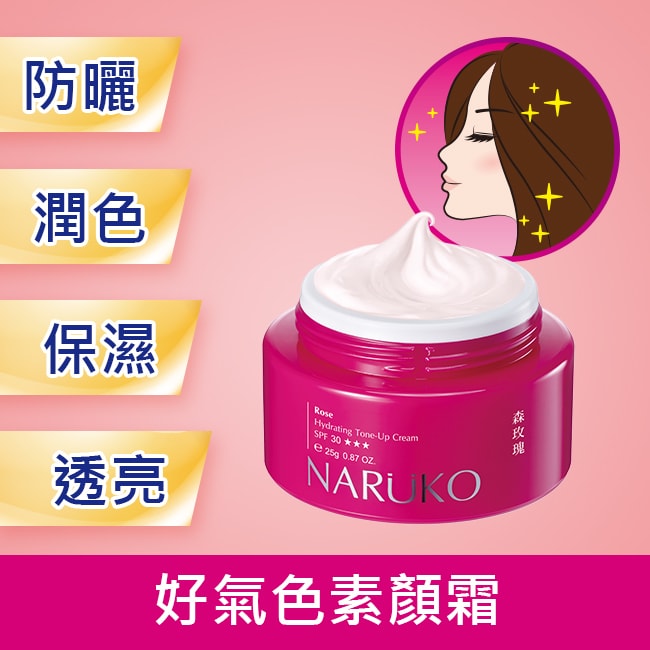 防曬
潤色
保濕
透亮
Rose
Hydrating Tone-Up Cream
SPF 30 ★★★
℮ 25g 0.87 OZ.
NARUKO
森玫瑰
好氣色素顏霜